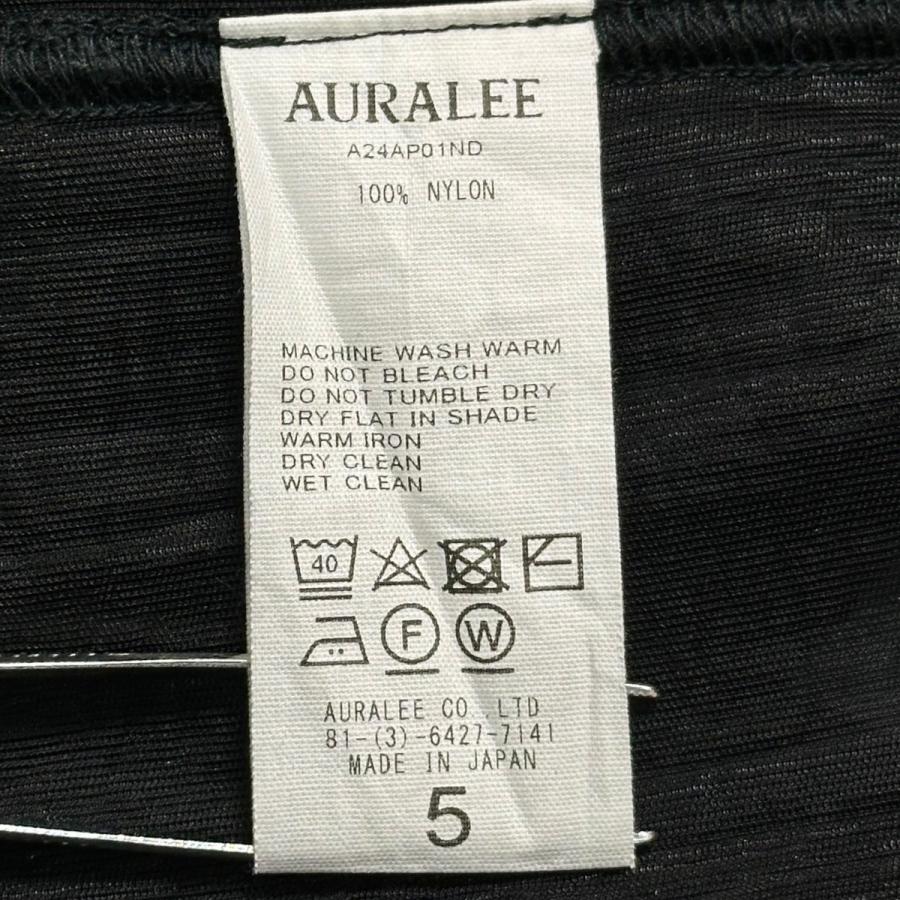 AURALEE
A24AP01ND
100% NYLON
MACHINE WASH WARM
DO NOT BLEACH
DO NOT TUMBLE DRY
DRY FLAT IN SHADE
WARM IRON
DRY CLEAN
WET CLEAN
40
F W
AURALEE CO LTD
81-(3)-6427-7141
MADE IN JAPAN
5